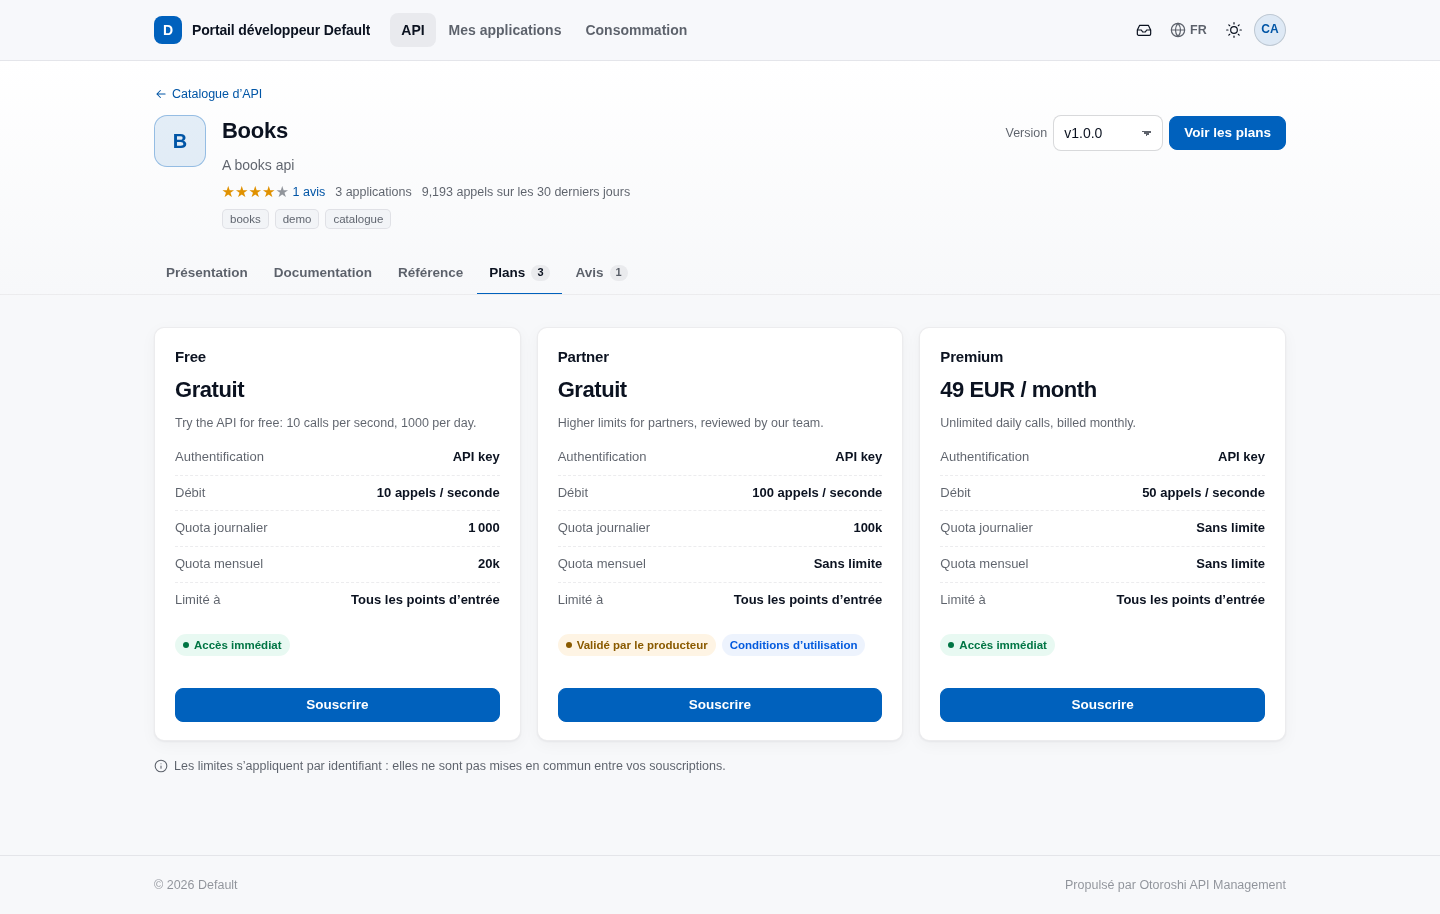 D Portail développeur Default API Mes applications Consommation FR CA
Catalogue d’API
B Books Version v1.0.0 Voir les plans
A books api
★★★★★ 1 avis 3 applications 9,193 appels sur les 30 derniers jours
books demo catalogue
Présentation Documentation Référence Plans 3 Avis 1
Free
Gratuit
Try the API for free: 10 calls per second, 1000 per day.
Authentification API key
Débit 10 appels / seconde
Quota journalier 1 000
Quota mensuel 20k
Limité à Tous les points d’entrée
Accès immédiat
Souscrire
Partner
Gratuit
Higher limits for partners, reviewed by our team.
Authentification API key
Débit 100 appels / seconde
Quota journalier 100k
Quota mensuel Sans limite
Limité à Tous les points d’entrée
Validé par le producteur Conditions d’utilisation
Souscrire
Premium
49 EUR / month
Unlimited daily calls, billed monthly.
Authentification API key
Débit 50 appels / seconde
Quota journalier Sans limite
Quota mensuel Sans limite
Limité à Tous les points d’entrée
Accès immédiat
Souscrire
Les limites s’appliquent par identifiant : elles ne sont pas mises en commun entre vos souscriptions.
© 2026 Default Propulsé par Otoroshi API Management